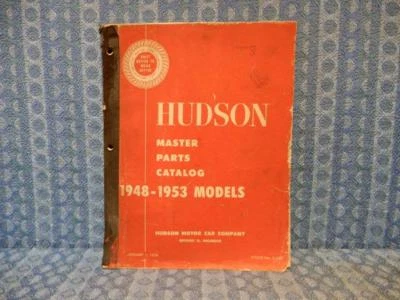 HUDSON
MASTER
PARTS
CATALOG
1948-1953 MODELS
HUDSON MOTOR CAR COMPANY